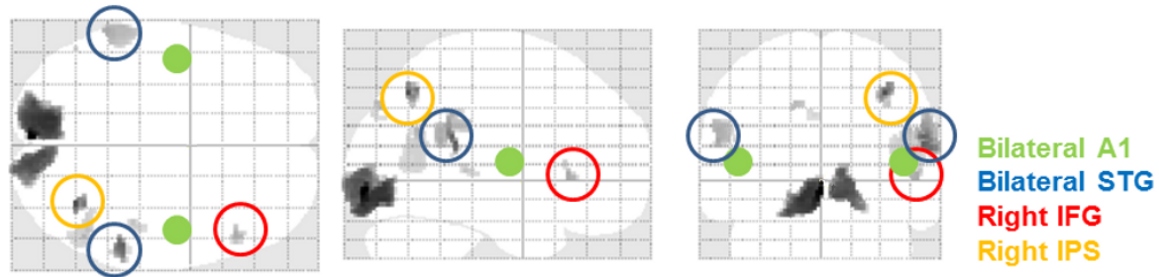 Bilateral A1
Bilateral STG
Right IFG
Right IPS